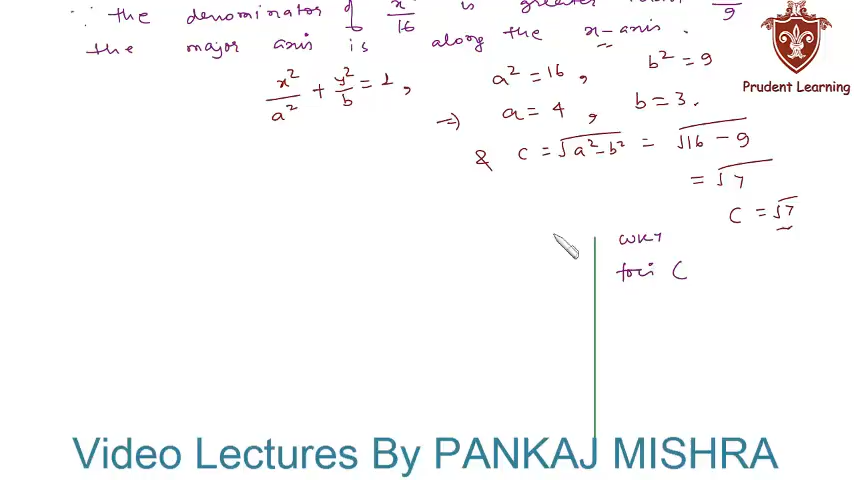 ∵ the denominator of x²/16 is greater than /9
the major axis is along the x-axis.
x²/a² + y²/b = 1, a² = 16, b² = 9
⇒ a = 4, b = 3.
& c = √a²-b² = √16 - 9
= √7
C = √7
WKT
foci (
Prudent Learning
Video Lectures By PANKAJ MISHRA